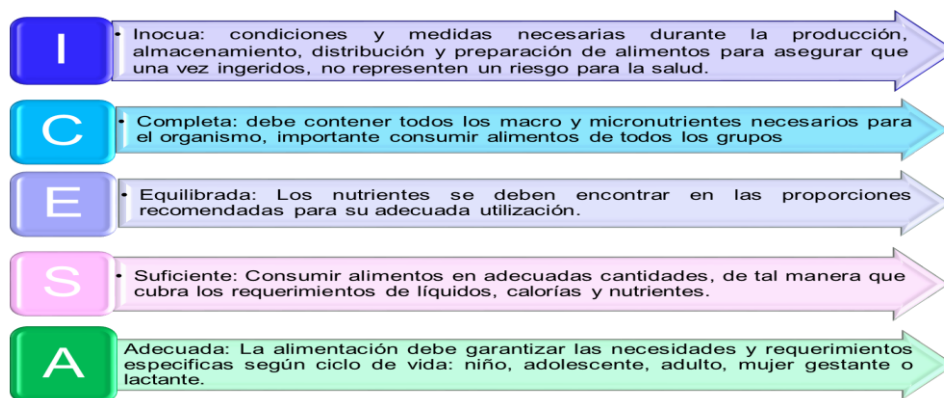 I
• Inocua: condiciones y medidas necesarias durante la producción,
almacenamiento, distribución y preparación de alimentos para asegurar que
una vez ingeridos, no representen un riesgo para la salud.
C
• Completa: debe contener todos los macro y micronutrientes necesarios para
el organismo, importante consumir alimentos de todos los grupos
E
• Equilibrada: Los nutrientes se deben encontrar en las proporciones
recomendadas para su adecuada utilización.
S
• Suficiente: Consumir alimentos en adecuadas cantidades, de tal manera que
cubra los requerimientos de líquidos, calorías y nutrientes.
A
Adecuada: La alimentación debe garantizar las necesidades y requerimientos
especificas según ciclo de vida: niño, adolescente, adulto, mujer gestante o
lactante.